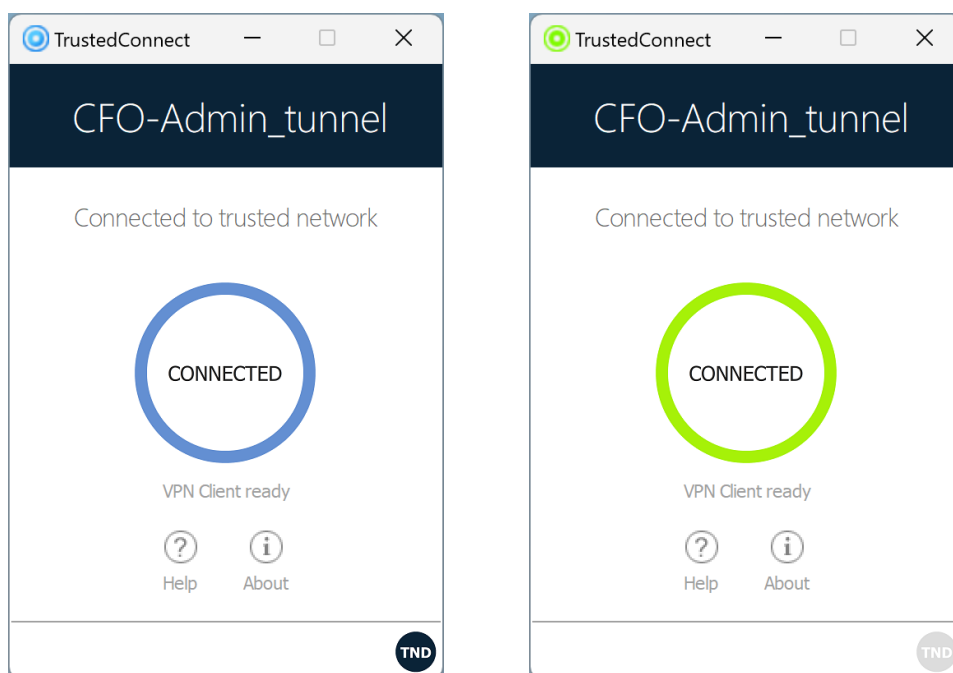 TrustedConnect
CFO-Admin_tunnel
Connected to trusted network
CONNECTED
VPN Client ready
? i
Help About
TND
TrustedConnect
CFO-Admin_tunnel
Connected to trusted network
CONNECTED
VPN Client ready
? i
Help About
TND